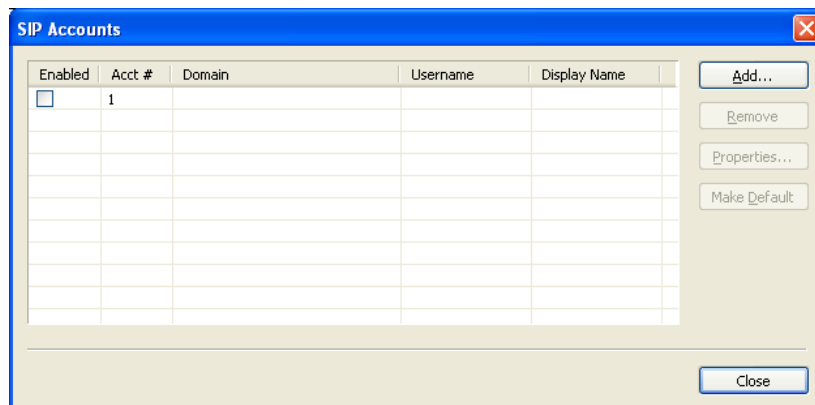 SIP Accounts
Enabled Acct # Domain Username Display Name
1
Add...
Remove
Properties...
Make Default
Close